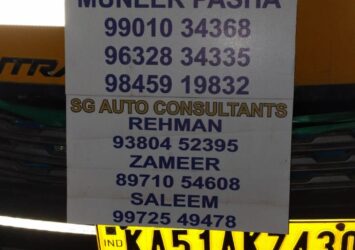 MUNEER PASHA
99010 34368
96328 34335
98459 19832
SG AUTO CONSULTANTS
REHMAN
93804 52395
ZAMEER
89710 54608
SALEEM
99725 49478
IND